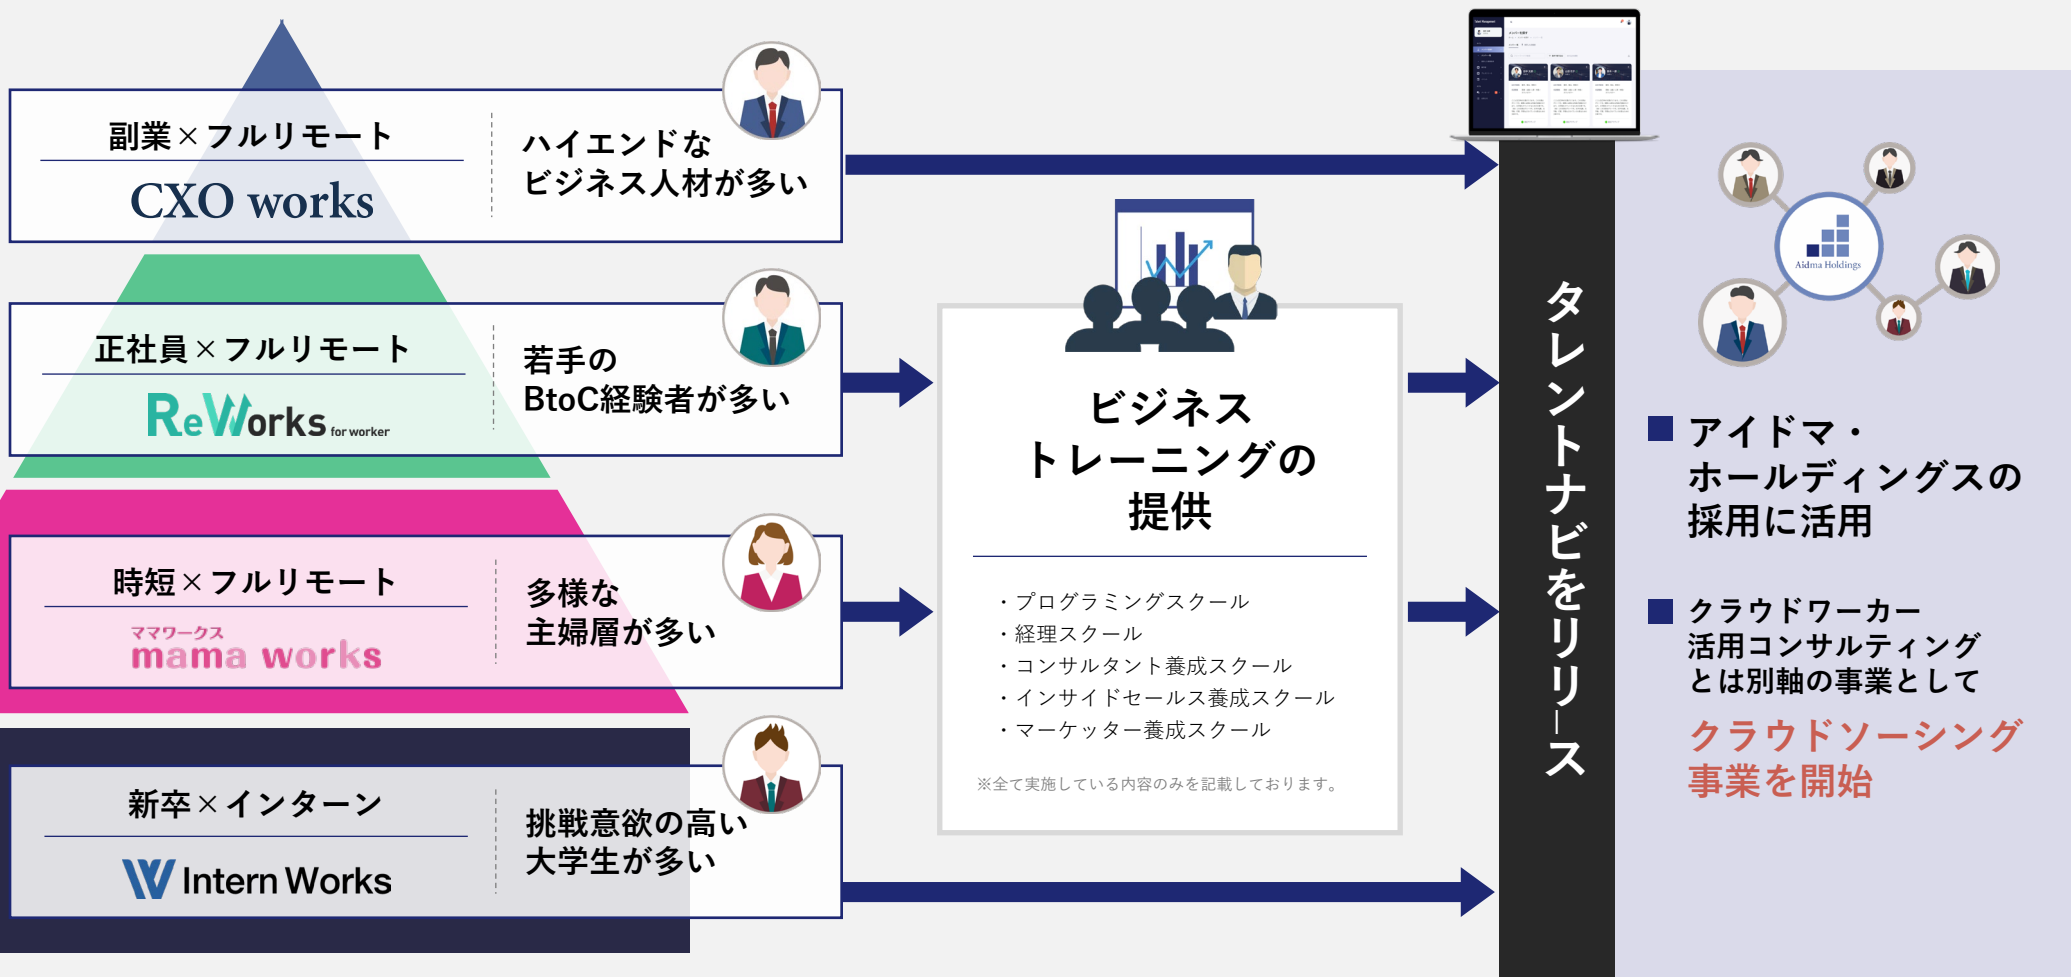 副業×フルリモート
CXO works
ハイエンドな
ビジネス人材が多い
正社員×フルリモート
ReWorks for worker
若手の
BtoC経験者が多い
時短×フルリモート
ママワークス
mama works
多様な
主婦層が多い
新卒×インターン
Intern Works
挑戦意欲の高い
大学生が多い
ビジネス
トレーニングの
提供
・プログラミングスクール
・経理スクール
・コンサルタント養成スクール
・インサイドセールス養成スクール
・マーケッター養成スクール
※全て実施している内容のみを記載しております。
タレントナビをリリース
Aidma Holdings
アイドマ・
ホールディングスの
採用に活用
クラウドワーカー
活用コンサルティング
とは別軸の事業として
クラウドソーシング
事業を開始